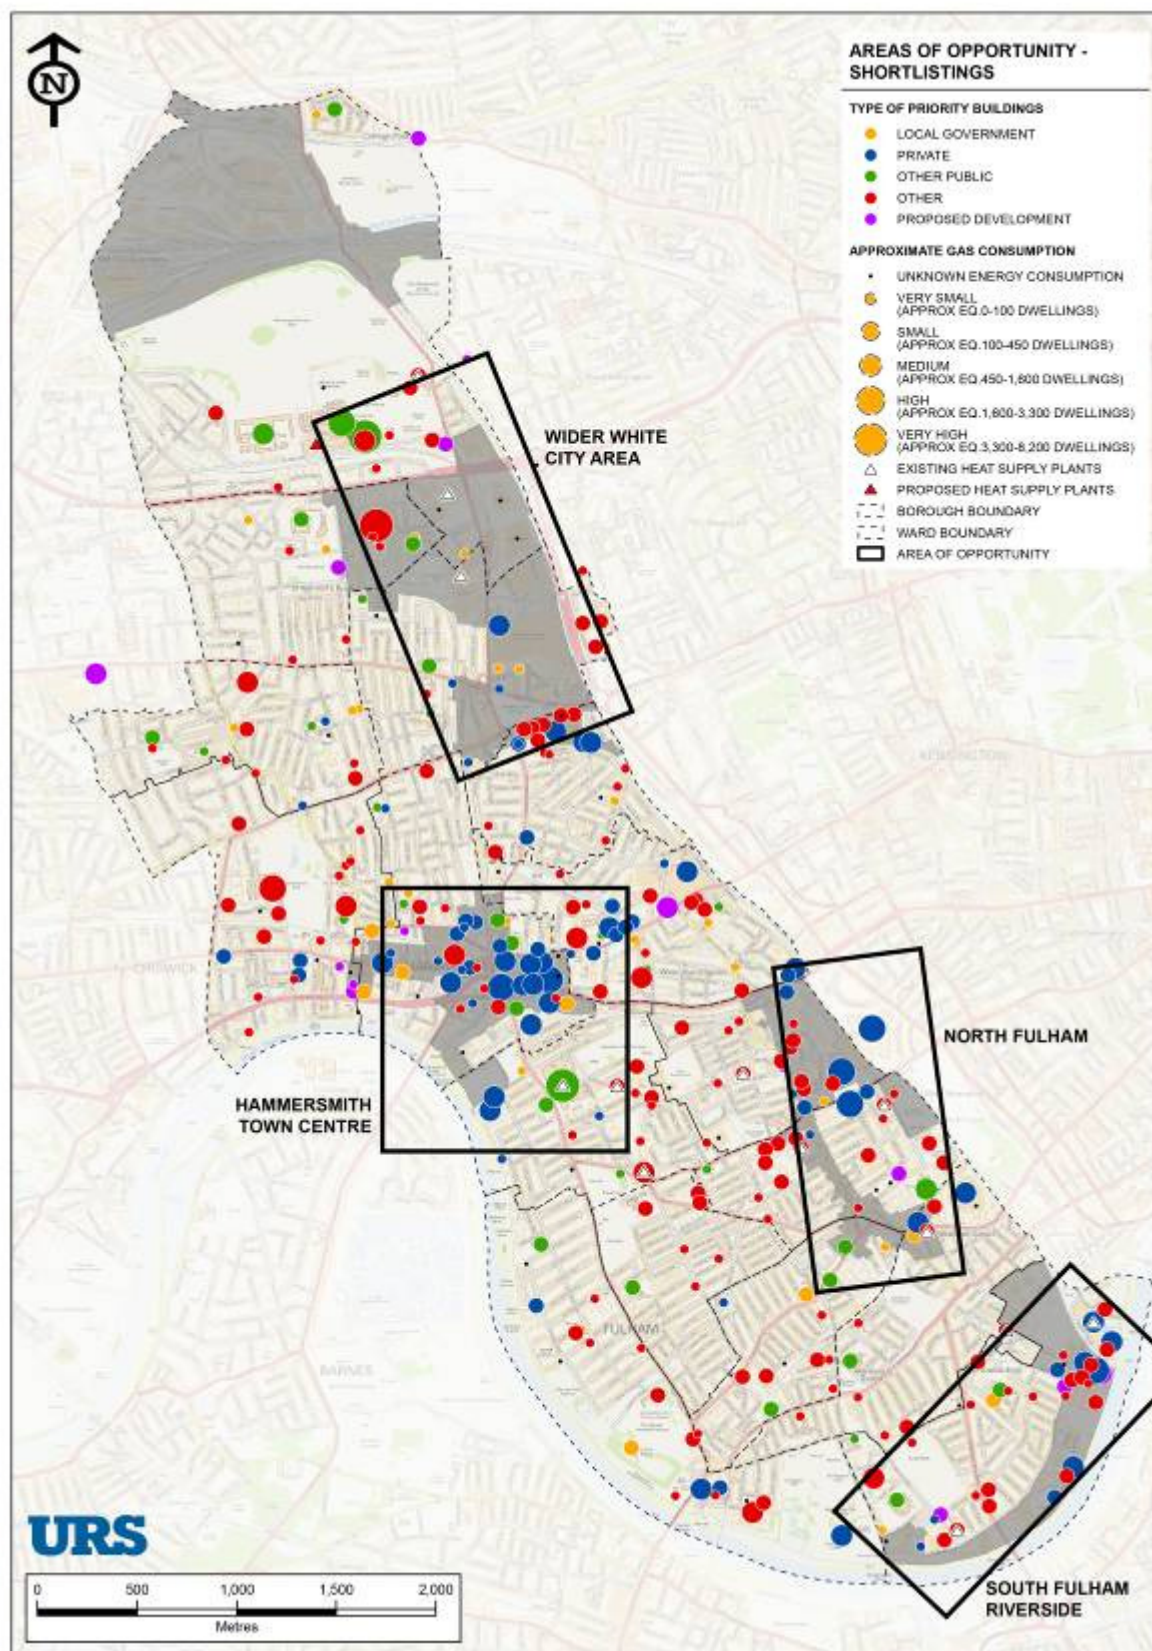 N
AREAS OF OPPORTUNITY -
SHORTLISTINGS
TYPE OF PRIORITY BUILDINGS
LOCAL GOVERNMENT
PRIVATE
OTHER PUBLIC
OTHER
PROPOSED DEVELOPMENT
APPROXIMATE GAS CONSUMPTION
UNKNOWN ENERGY CONSUMPTION
VERY SMALL
(APPROX EQ.0-100 DWELLINGS)
SMALL
(APPROX EQ.100-450 DWELLINGS)
MEDIUM
(APPROX EQ.450-1,600 DWELLINGS)
HIGH
(APPROX EQ.1,600-3,300 DWELLINGS)
VERY HIGH
(APPROX EQ.3,300-8,200 DWELLINGS)
EXISTING HEAT SUPPLY PLANTS
PROPOSED HEAT SUPPLY PLANTS
BOROUGH BOUNDARY
WARD BOUNDARY
AREA OF OPPORTUNITY
WIDER WHITE
CITY AREA
KENSINGTON
CHISWICK
NORTH FULHAM
HAMMERSMITH
TOWN CENTRE
FULHAM
BARNES
SOUTH FULHAM
RIVERSIDE
URS
0 500 1,000 1,500 2,000
Metres